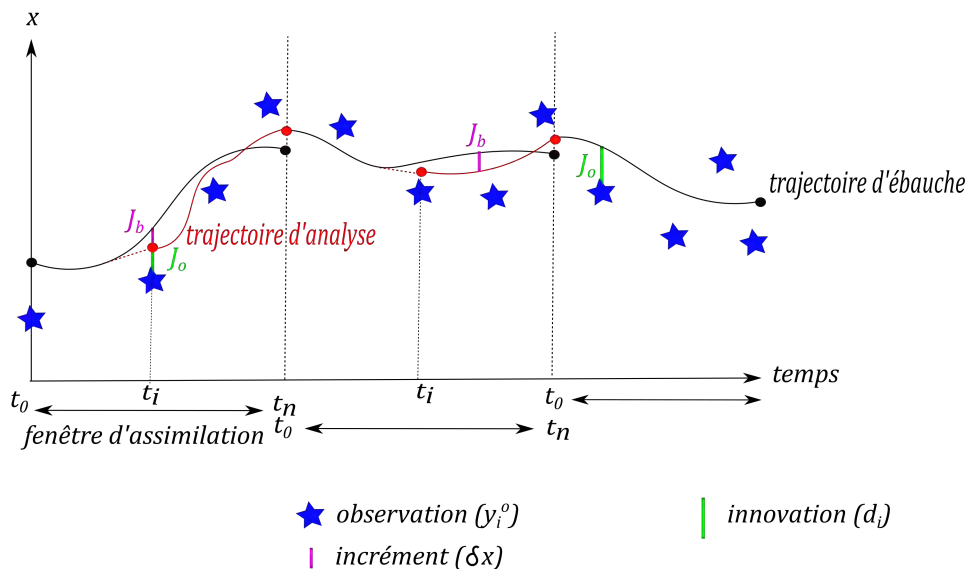 x
J_b
trajectoire d'analyse
J_o
J_b
J_o
trajectoire d'ébauche
temps
t_0
t_i
t_n
t_0
t_i
t_0
t_n
fenêtre d'assimilation
observation (y_i^o)
innovation (d_i)
incrément (δx)